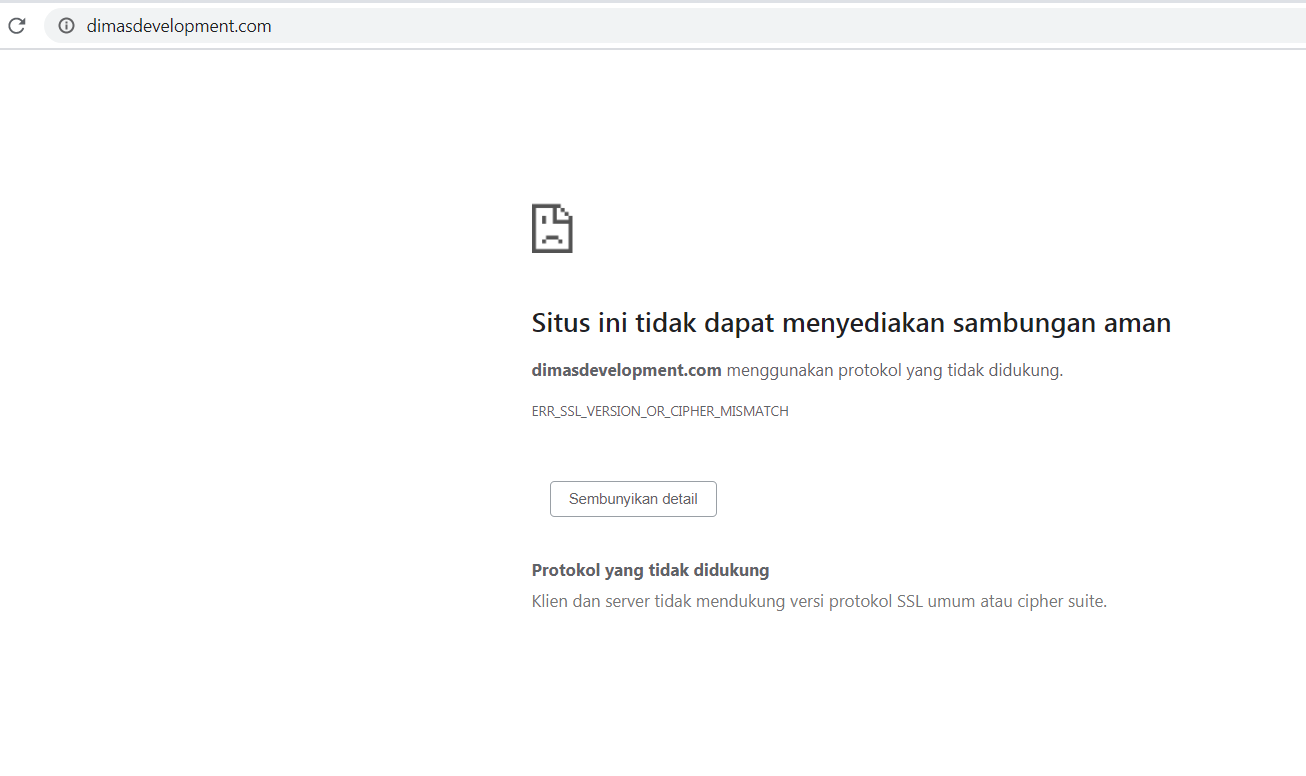 dimasdevelopment.com
Situs ini tidak dapat menyediakan sambungan aman
dimasdevelopment.com menggunakan protokol yang tidak didukung.
ERR_SSL_VERSION_OR_CIPHER_MISMATCH
Sembunyikan detail
Protokol yang tidak didukung
Klien dan server tidak mendukung versi protokol SSL umum atau cipher suite.